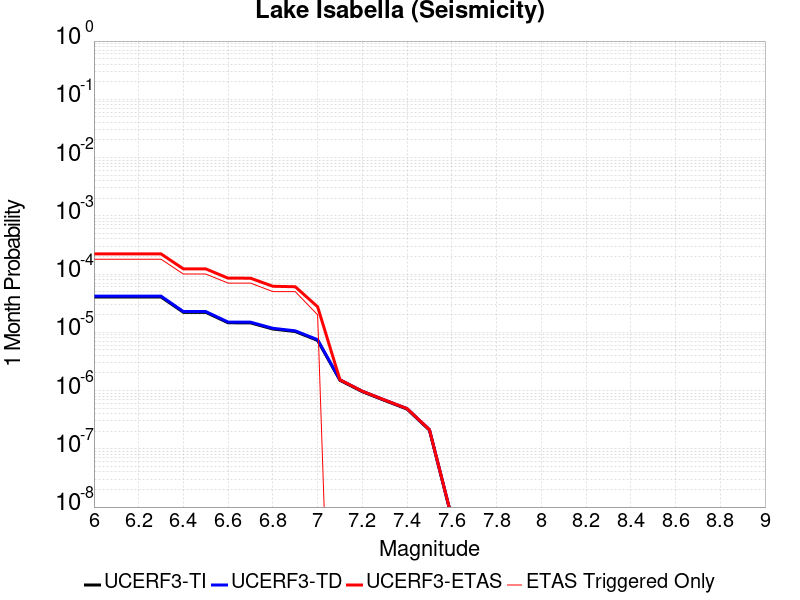 Lake Isabella (Seismicity)
10^0
10^-1
10^-2
10^-3
10^-4
10^-5
10^-6
10^-7
10^-8
1 Month Probability
6 6.2 6.4 6.6 6.8 7 7.2 7.4 7.6 7.8 8 8.2 8.4 8.6 8.8 9
Magnitude
UCERF3-TI UCERF3-TD UCERF3-ETAS ETAS Triggered Only